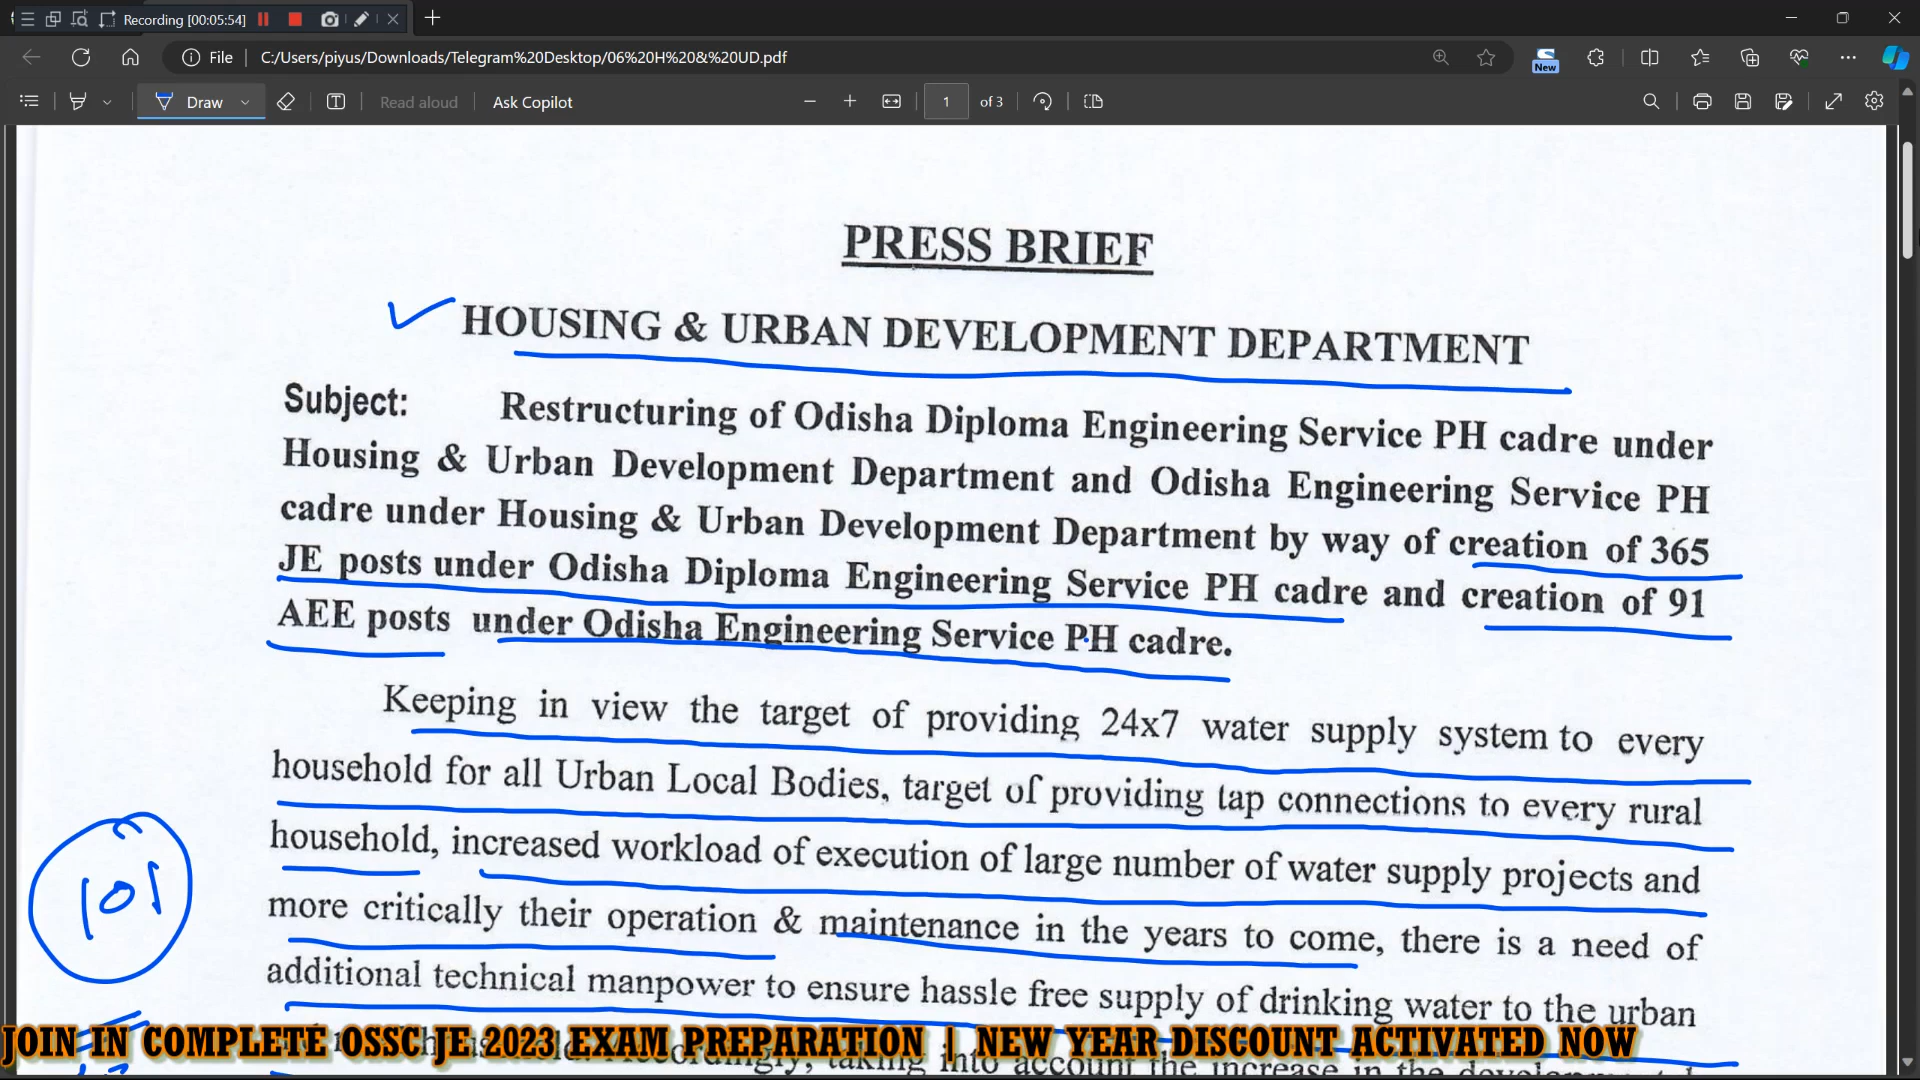 Recording [00:05:54]
File C:/Users/piyus/Downloads/Telegram%20Desktop/06%20H%20&%20UD.pdf
New
Draw Read aloud Ask Copilot 1 of 3
PRESS BRIEF
HOUSING & URBAN DEVELOPMENT DEPARTMENT
Subject: Restructuring of Odisha Diploma Engineering Service PH cadre under
Housing & Urban Development Department and Odisha Engineering Service PH
cadre under Housing & Urban Development Department by way of creation of 365
JE posts under Odisha Diploma Engineering Service PH cadre and creation of 91
AEE posts under Odisha Engineering Service PH cadre.
Keeping in view the target of providing 24x7 water supply system to every
household for all Urban Local Bodies, target of providing tap connections to every rural
household, increased workload of execution of large number of water supply projects and
more critically their operation & maintenance in the years to come, there is a need of
additional technical manpower to ensure hassle free supply of drinking water to the urban
taking into account the increase in the
101
JOIN IN COMPLETE OSSC JE 2023 EXAM PREPARATION | NEW YEAR DISCOUNT ACTIVATED NOW